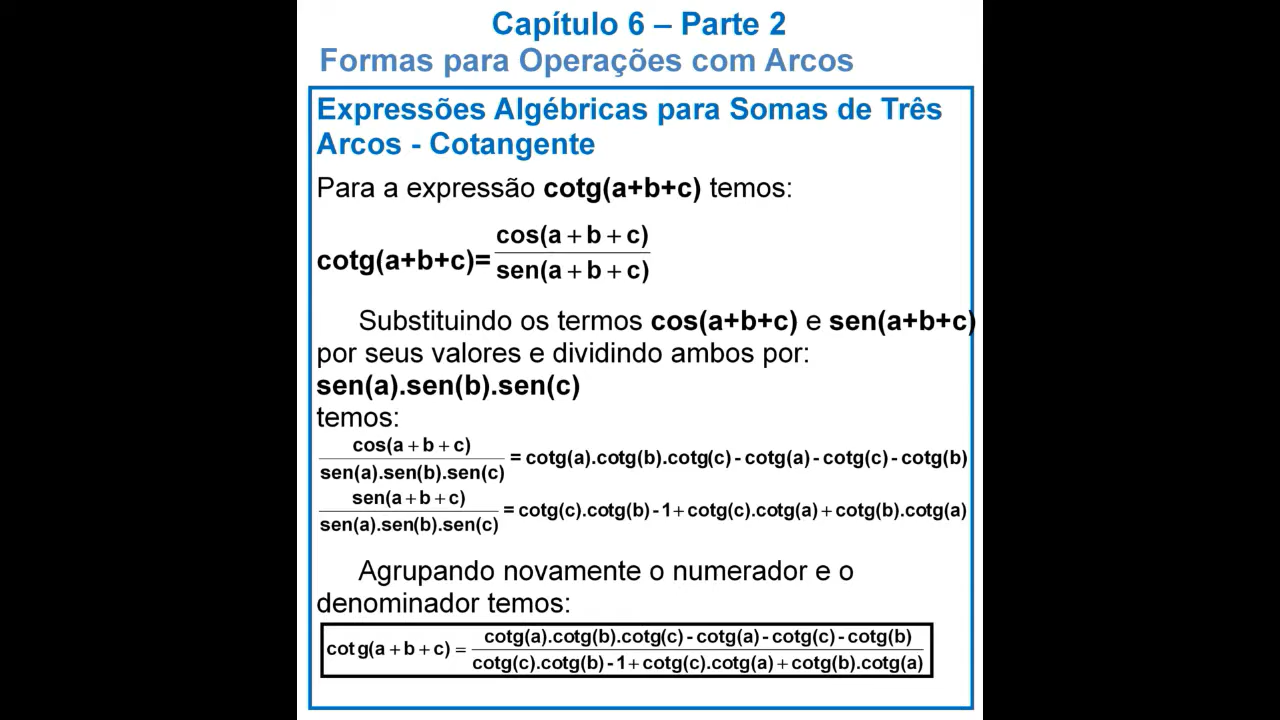 Capítulo 6 – Parte 2
Formas para Operações com Arcos
Expressões Algébricas para Somas de Três
Arcos - Cotangente
Para a expressão cotg(a+b+c) temos:
cos(a + b + c)
cotg(a+b+c)=
sen(a + b + c)
Substituindo os termos cos(a+b+c) e sen(a+b+c)
por seus valores e dividindo ambos por:
sen(a).sen(b).sen(c)
temos:
cos(a + b + c)
= cotg(a).cotg(b).cotg(c) - cotg(a) - cotg(c) - cotg(b)
sen(a).sen(b).sen(c)
sen(a + b + c)
= cotg(c).cotg(b) - 1 + cotg(c).cotg(a) + cotg(b).cotg(a)
sen(a).sen(b).sen(c)
Agrupando novamente o numerador e o
denominador temos:
cotg(a).cotg(b).cotg(c) - cotg(a) - cotg(c) - cotg(b)
cot g(a + b + c) =
cotg(c).cotg(b) - 1 + cotg(c).cotg(a) + cotg(b).cotg(a)